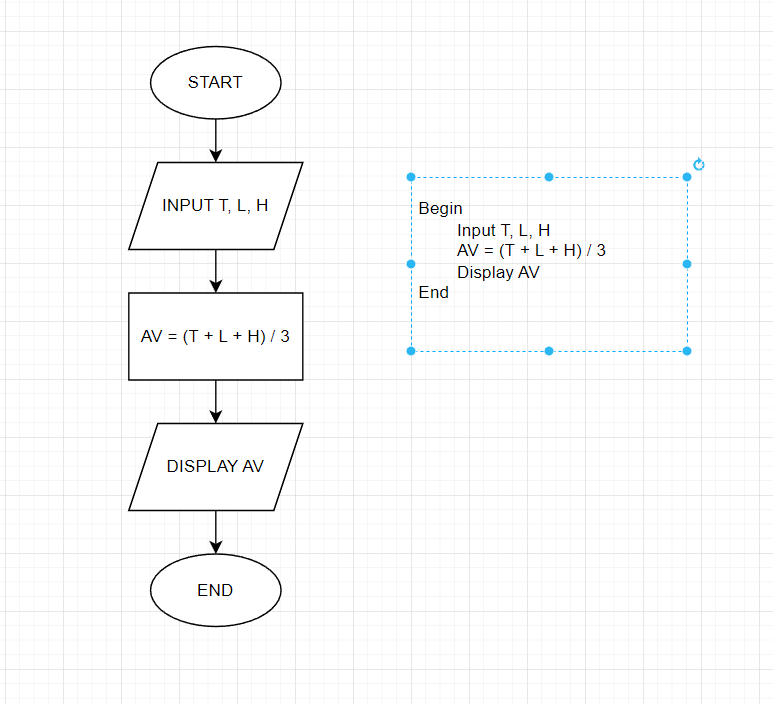 START
INPUT T, L, H
AV = (T + L + H) / 3
DISPLAY AV
END
Begin
Input T, L, H
AV = (T + L + H) / 3
Display AV
End